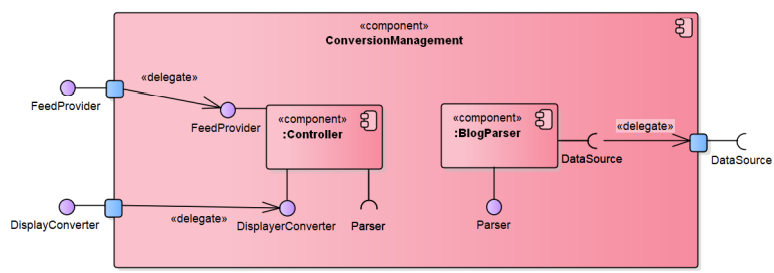 «component»
ConversionManagement
«delegate»
FeedProvider
FeedProvider
«component»
:Controller
«component»
:BlogParser
«delegate»
DataSource
DataSource
DisplayConverter
«delegate»
DisplayerConverter
Parser
Parser